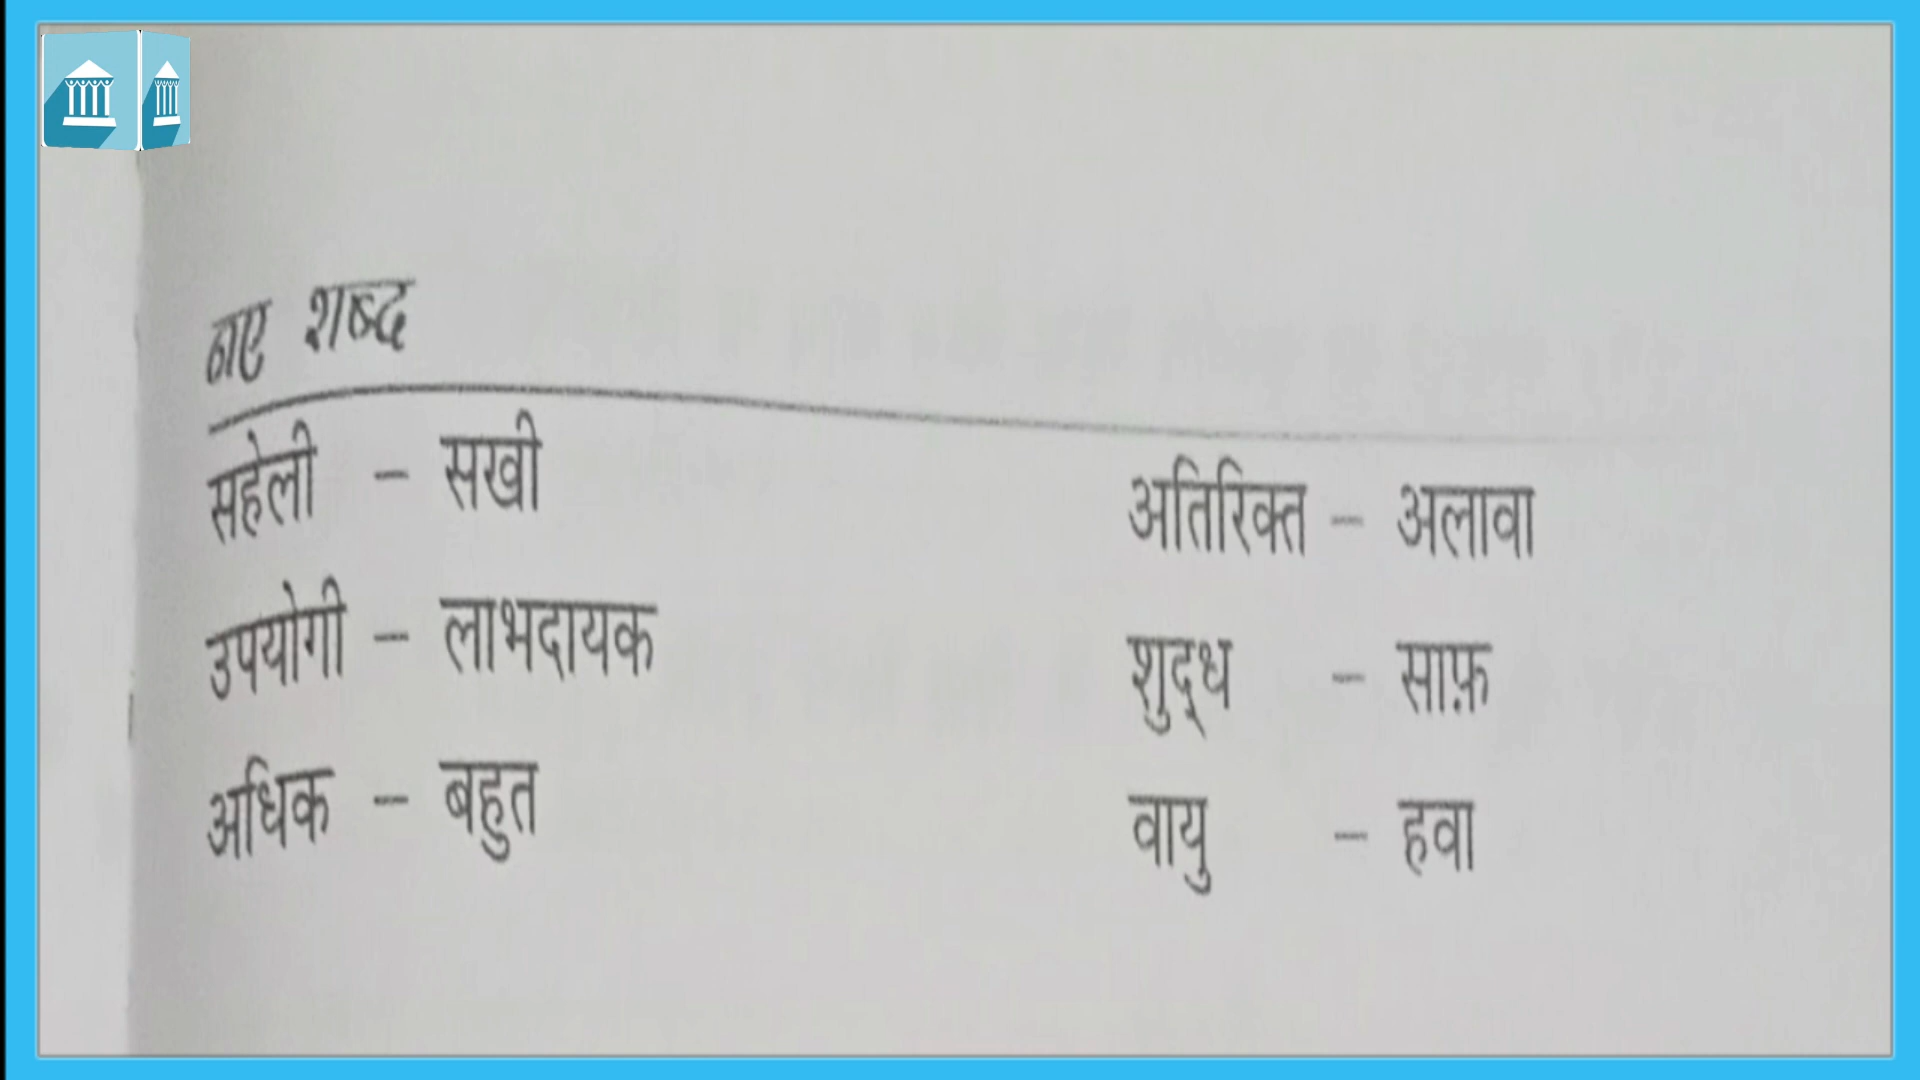 नए शब्द
सहेली – सखी
उपयोगी – लाभदायक
अधिक – बहुत
अतिरिक्त – अलावा
शुद्‌ध – साफ़
वायु – हवा